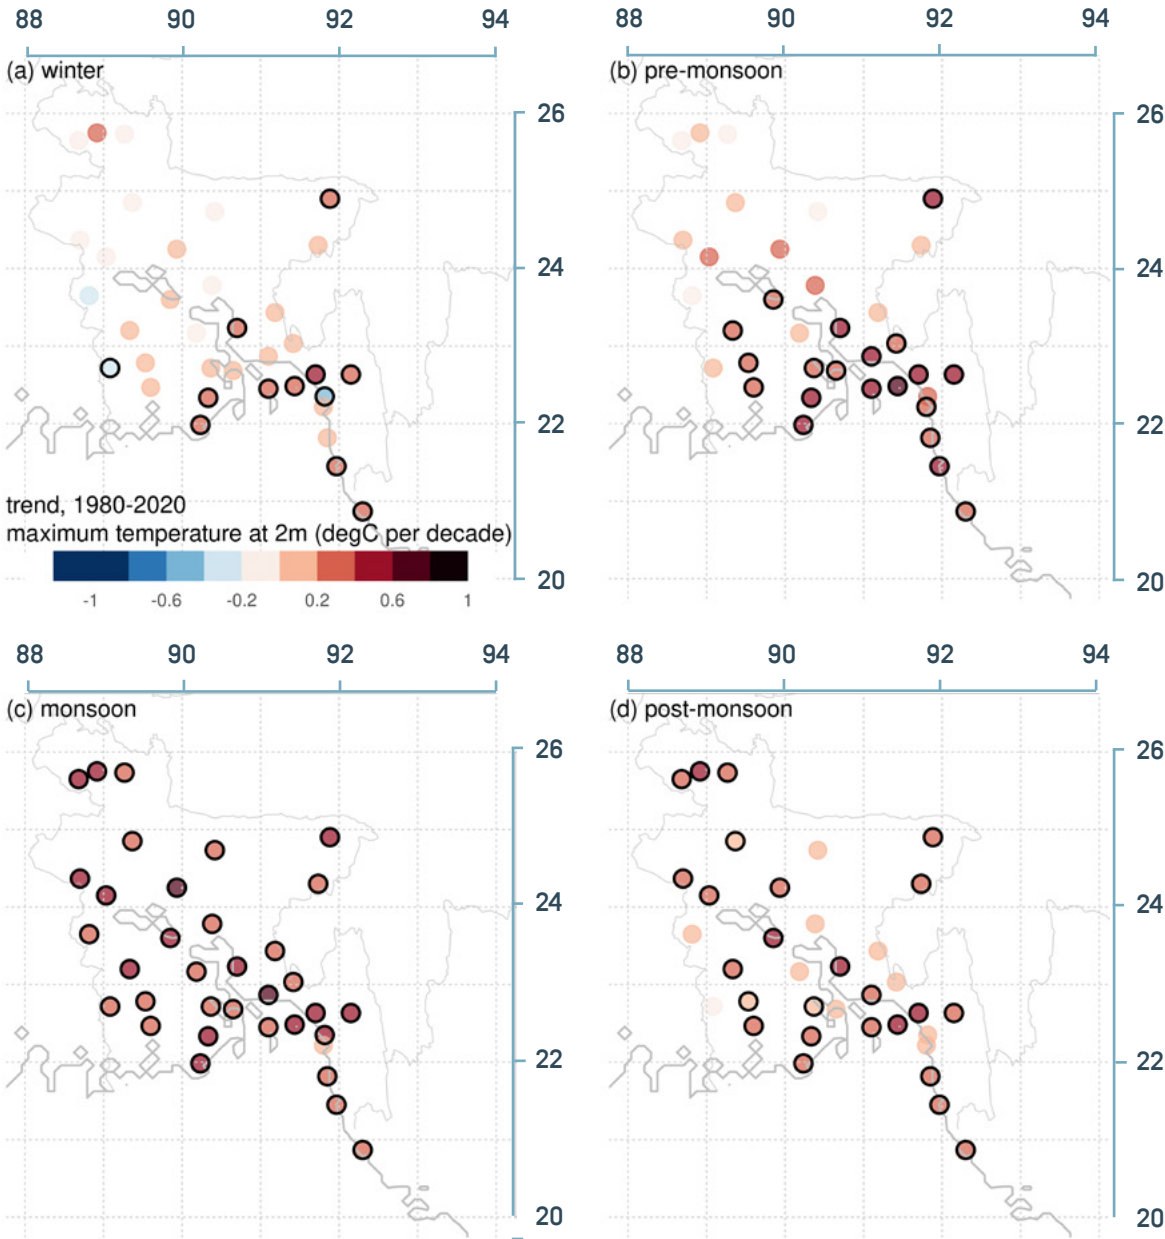 88 90 92 94 88 90 92 94
(a) winter (b) pre-monsoon
26 26
24 24
22 22
trend, 1980-2020
maximum temperature at 2m (degC per decade)
20 20
-1 -0.6 -0.2 0.2 0.6 1
88 90 92 94 88 90 92 94
(c) monsoon (d) post-monsoon
26 26
24 24
22 22
20 20